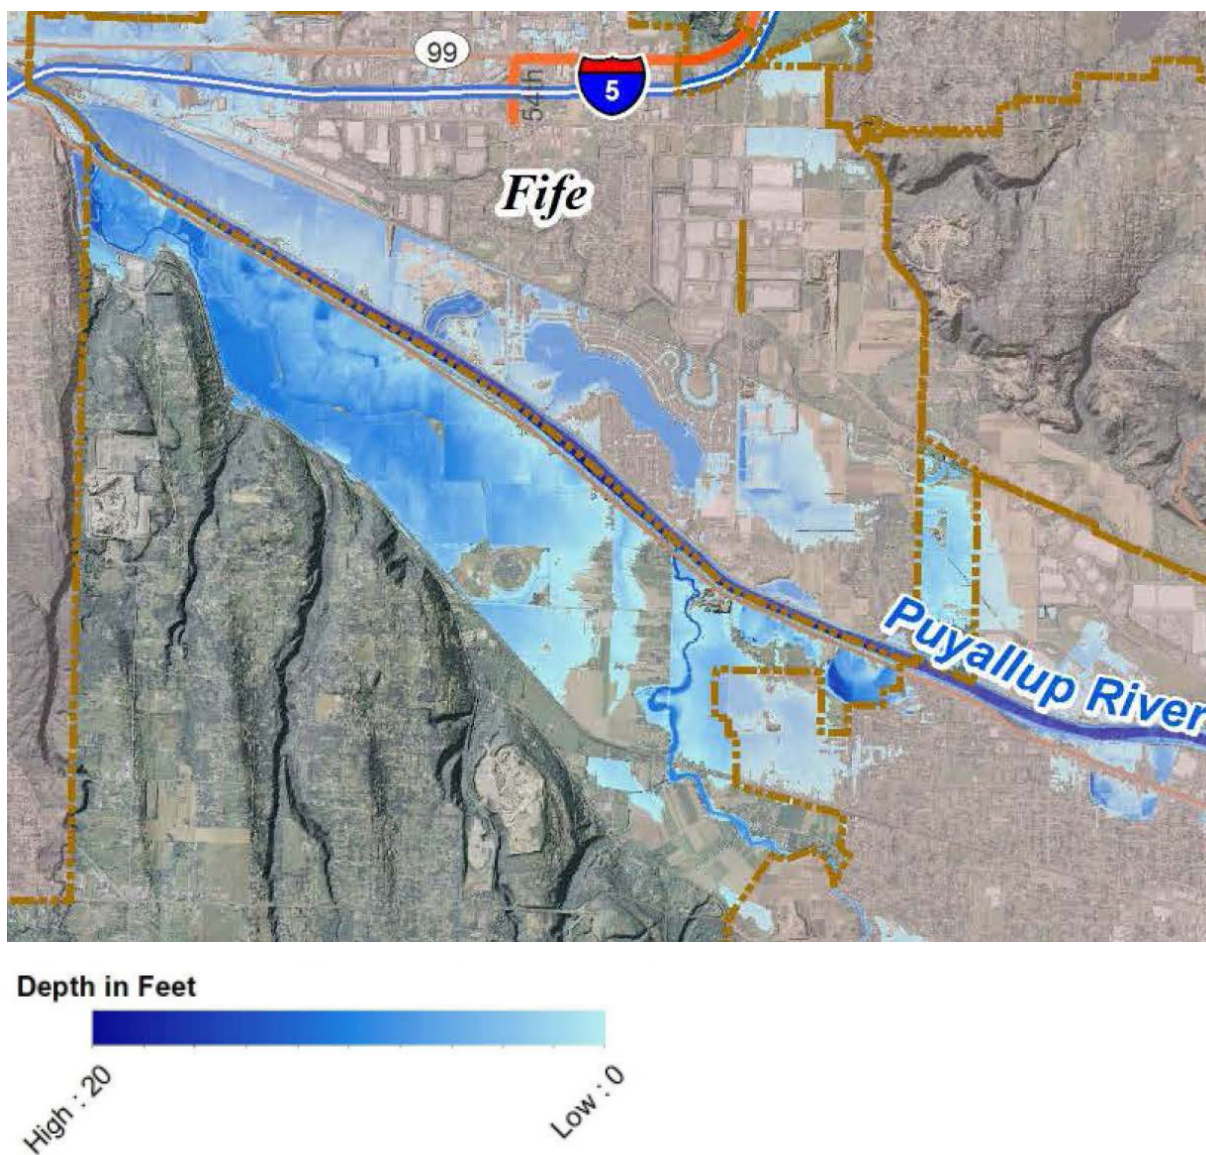 99
5
54th
Fife
Puyallup River
Depth in Feet
High : 20
Low : 0